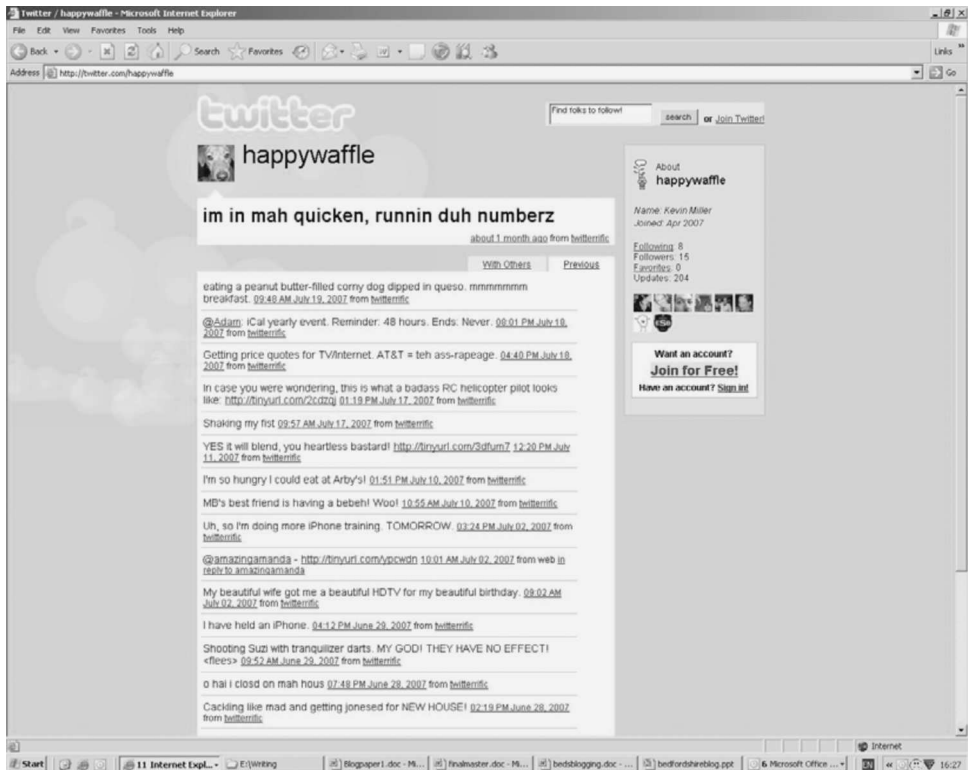 Twitter / happywaffle - Microsoft Internet Explorer
File Edit View Favorites Tools Help
Back Search Favorites Links
Address http://twitter.com/happywaffle Go
twitter
Find folks to follow! search or Join Twitter!
happywaffle
About
happywaffle
im in mah quicken, runnin duh numberz
about 1 month ago from twitterrific
Name: Kevin Miller
Joined: Apr 2007
Following: 8
Followers: 15
Favorites: 0
Updates: 204
Want an account?
Join for Free!
Have an account? Sign in!
With Others Previous
eating a peanut butter-filled corny dog dipped in queso. mmmmmmm
breakfast. 09:48 AM July 19, 2007 from twitterrific
@Adam: iCal yearly event. Reminder: 48 hours. Ends: Never. 08:01 PM July 18,
2007 from twitterrific
Getting price quotes for TV/Internet. AT&T = teh ass-rapeage. 04:40 PM July 18,
2007 from twitterrific
In case you were wondering, this is what a badass RC helicopter pilot looks
like: http://tinyurl.com/2cdzqj 01:19 PM July 17, 2007 from twitterrific
Shaking my fist 09:57 AM July 17, 2007 from twitterrific
YES it will blend, you heartless bastard! http://tinyurl.com/3dfum7 12:20 PM July
11, 2007 from twitterrific
I'm so hungry I could eat at Arby's! 01:51 PM July 10, 2007 from twitterrific
MB's best friend is having a bebeh! Woo! 10:55 AM July 10, 2007 from twitterrific
Uh, so I'm doing more iPhone training. TOMORROW. 03:24 PM July 02, 2007 from
twitterrific
@amazingamanda - http://tinyurl.com/ypcwdn 10:01 AM July 02, 2007 from web in
reply to amazingamanda
My beautiful wife got me a beautiful HDTV for my beautiful birthday. 09:02 AM
July 02, 2007 from twitterrific
I have held an iPhone. 04:12 PM June 29, 2007 from twitterrific
Shooting Suzi with tranquilizer darts. MY GOD! THEY HAVE NO EFFECT!
<flees> 09:52 AM June 29, 2007 from twitterrific
o hai i closd on mah hous 07:48 PM June 28, 2007 from twitterrific
Cackling like mad and getting jonesed for NEW HOUSE! 02:19 PM June 28, 2007
from twitterrific
Internet
Start 11 Internet Expl... E:\Writing Blogpaper1.doc - Mi... finalmaster.doc - Mi... bedsblogging.doc - ... bedfordshireblog.ppt 6 Microsoft Office ... EN 16:27